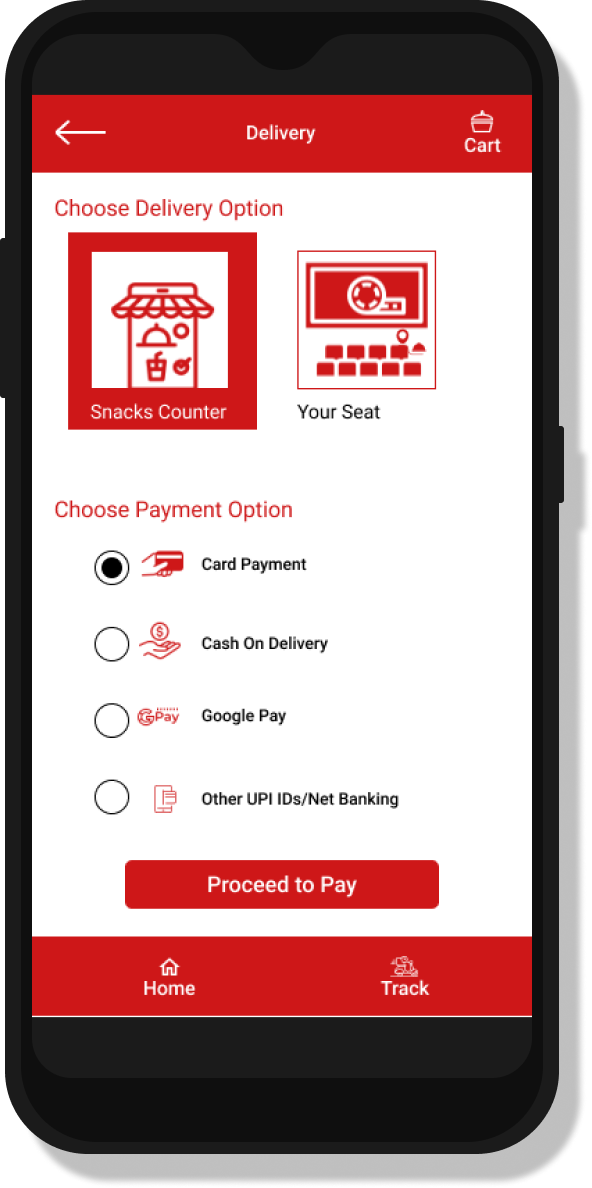 Delivery
Cart
Choose Delivery Option
Snacks Counter
Your Seat
Choose Payment Option
Card Payment
$
Cash On Delivery
GPay
Google Pay
Other UPI IDs/Net Banking
Proceed to Pay
Home
Track